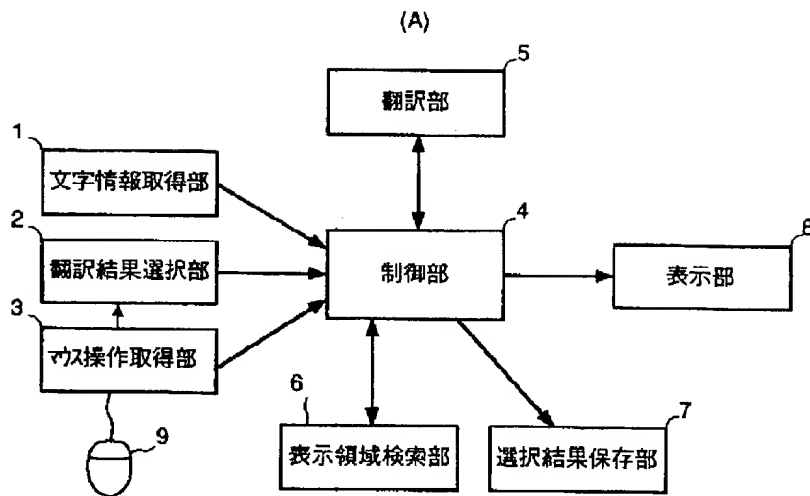 (A)
5
翻訳部
1
文字情報取得部
2
翻訳結果選択部
3
マウス操作取得部
4
制御部
8
表示部
6
表示領域検索部
7
選択結果保存部
9